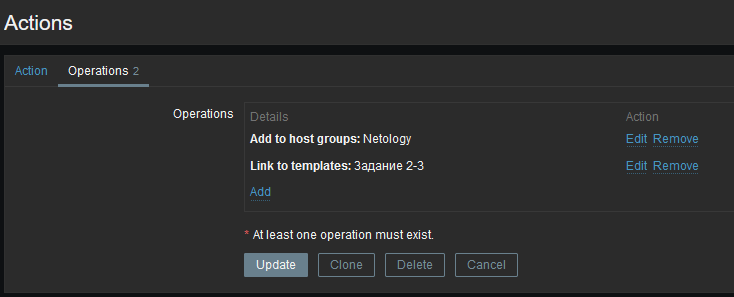 Actions
Action Operations 2
Operations Details Action
Add to host groups: Netology Edit Remove
Link to templates: Задание 2-3 Edit Remove
Add
* At least one operation must exist.
Update Clone Delete Cancel